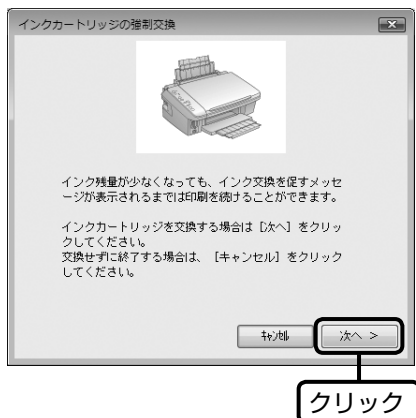 インクカートリッジの強制交換
インク残量が少なくなっても、インク交換を促すメッセ
ージが表示されるまでは印刷を続けることができます。
インクカートリッジを交換する場合は［次へ］をクリッ
クしてください。
交換せずに終了する場合は、［キャンセル］をクリック
してください。
ｷｬﾝｾﾙ
次へ >
クリック